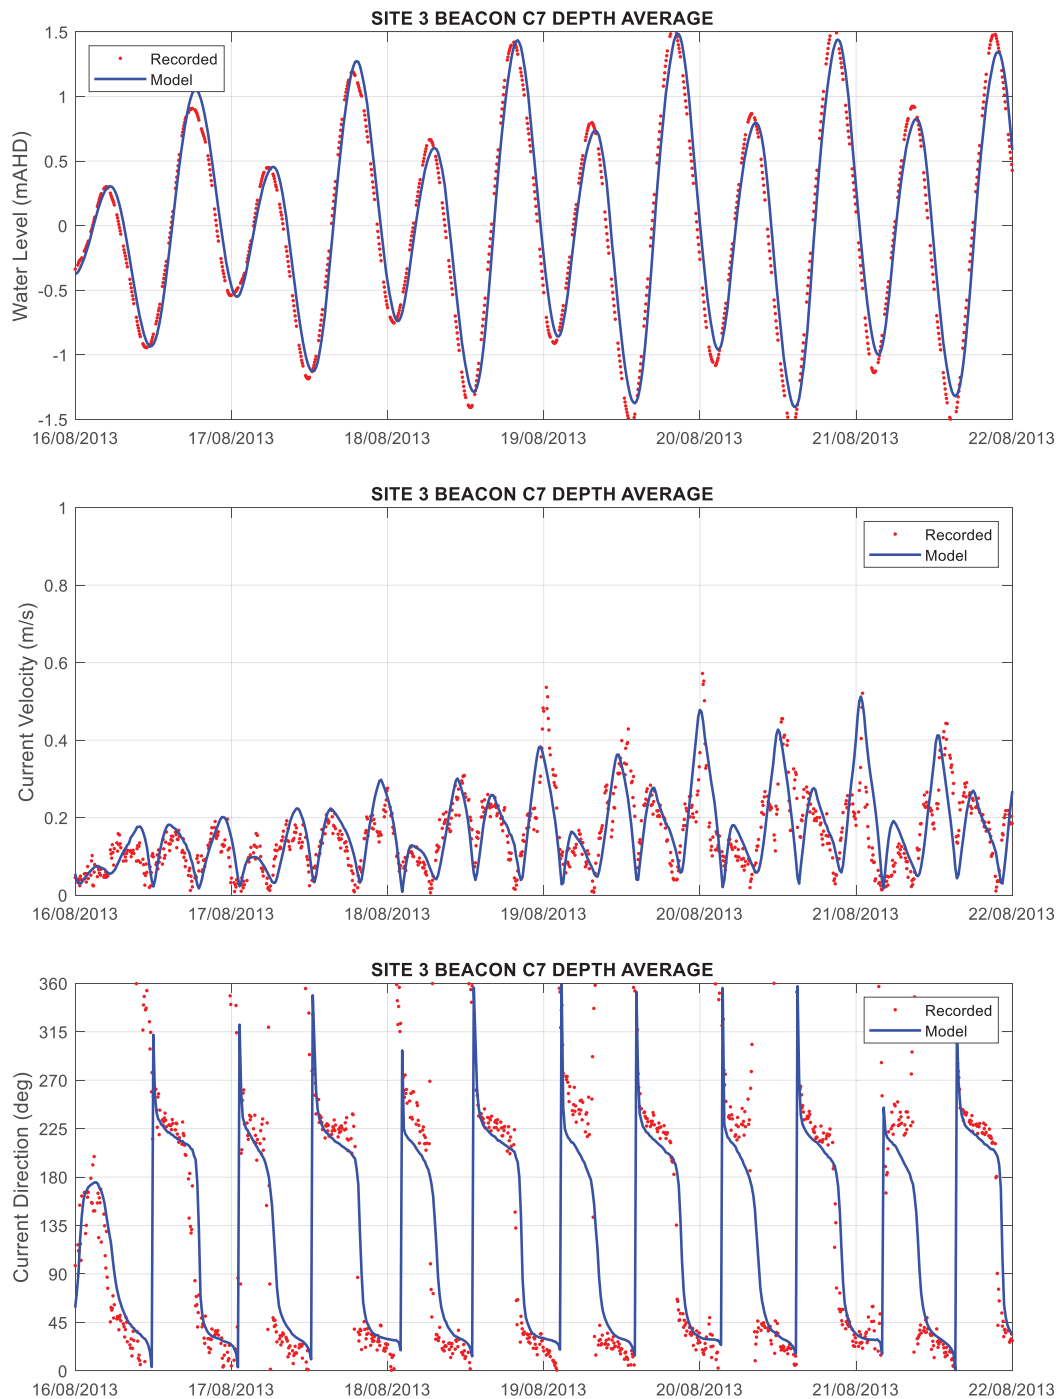 SITE 3 BEACON C7 DEPTH AVERAGE
Recorded
Model
Water Level (mAHD)
1.5
1
0.5
0
-0.5
-1
-1.5
16/08/2013 17/08/2013 18/08/2013 19/08/2013 20/08/2013 21/08/2013 22/08/2013
SITE 3 BEACON C7 DEPTH AVERAGE
Recorded
Model
Current Velocity (m/s)
1
0.8
0.6
0.4
0.2
0
16/08/2013 17/08/2013 18/08/2013 19/08/2013 20/08/2013 21/08/2013 22/08/2013
SITE 3 BEACON C7 DEPTH AVERAGE
Recorded
Model
Current Direction (deg)
360
315
270
225
180
135
90
45
0
16/08/2013 17/08/2013 18/08/2013 19/08/2013 20/08/2013 21/08/2013 22/08/2013